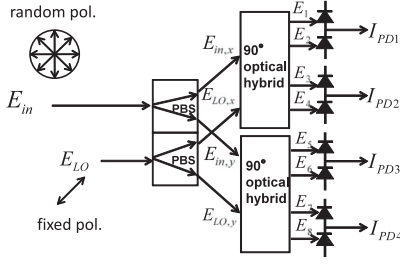 random pol.
E_in
E_LO
fixed pol.
PBS
PBS
E_in,x
E_LO,x
E_in,y
E_LO,y
90° optical hybrid
90° optical hybrid
E_1
E_2
E_3
E_4
E_5
E_6
E_7
E_8
I_PD1
I_PD2
I_PD3
I_PD4